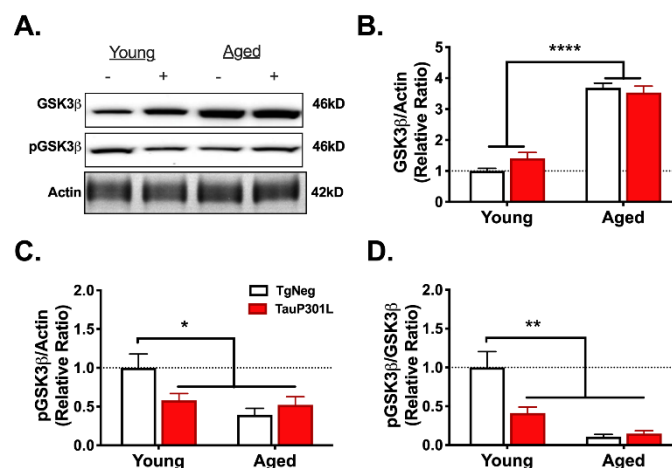 A.
Young Aged
- + - +
GSK3β 46kD
pGSK3β 46kD
Actin 42kD
B.
GSK3β/Actin
(Relative Ratio)
5
4
3
2
1
0
****
Young Aged
C.
pGSK3β/Actin
(Relative Ratio)
2.0
1.5
1.0
0.5
0.0
*
TgNeg
TauP301L
Young Aged
D.
pGSK3β/GSK3β
(Relative Ratio)
2.0
1.5
1.0
0.5
0.0
**
Young Aged